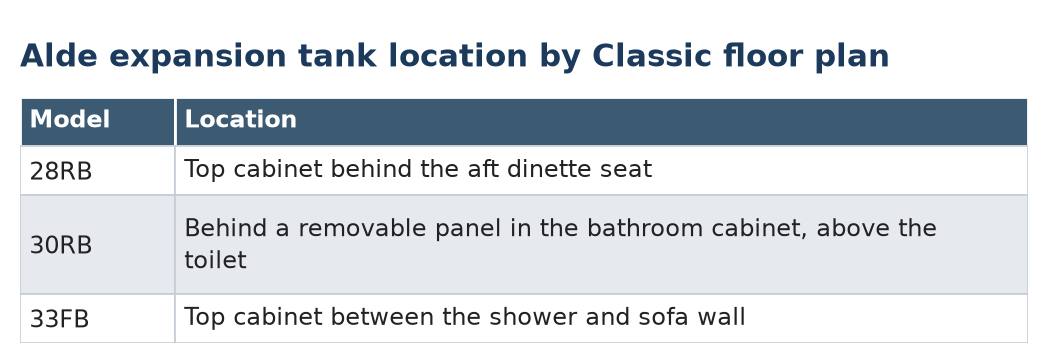 Alde expansion tank location by Classic floor plan
Model Location
28RB Top cabinet behind the aft dinette seat
30RB Behind a removable panel in the bathroom cabinet, above the
toilet
33FB Top cabinet between the shower and sofa wall